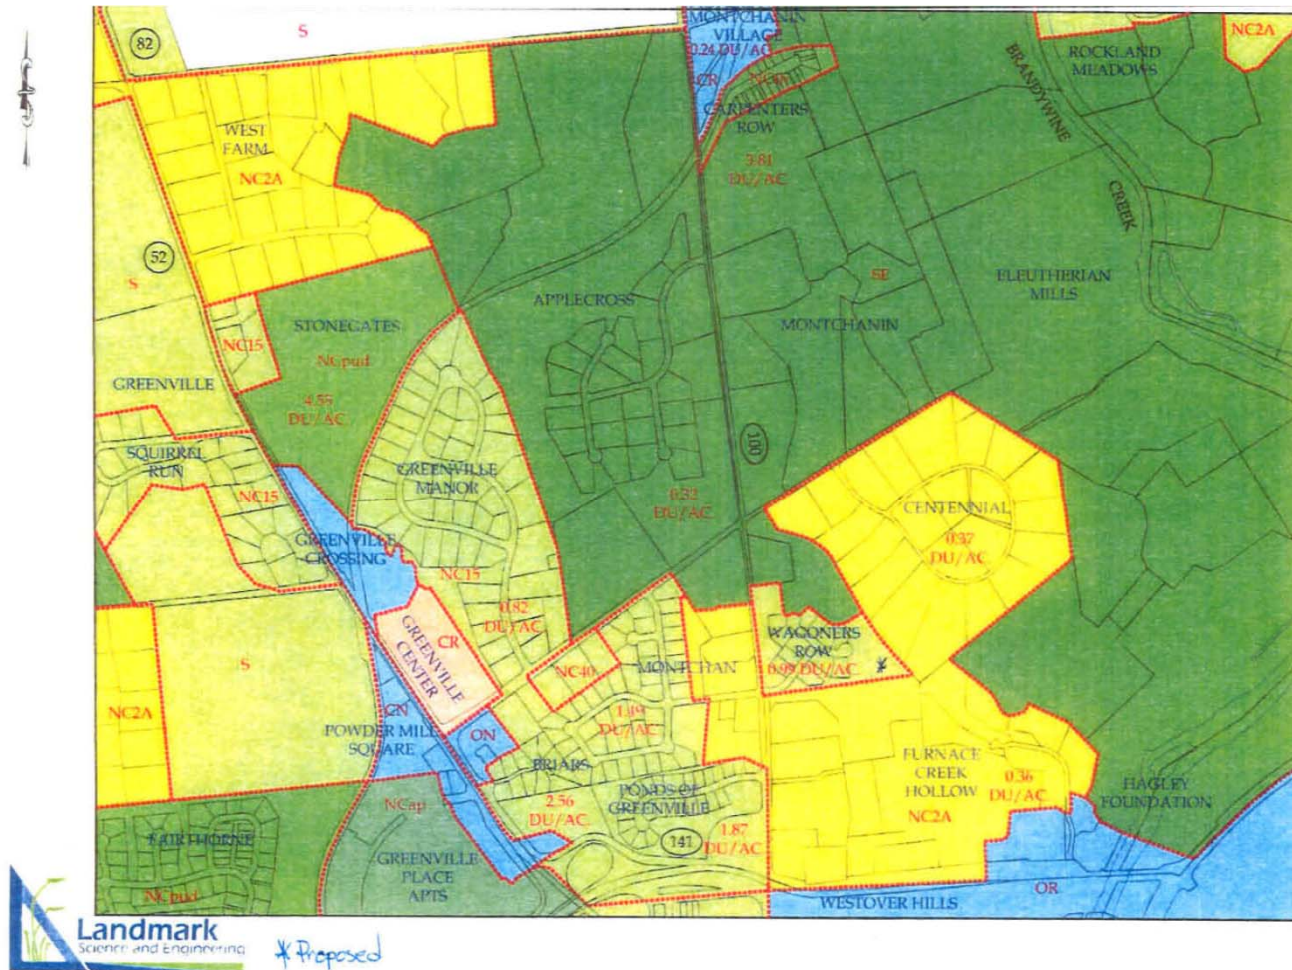 S
MONTCHANIN
VILLAGE
0.24 DU/AC
CR
NC2A
82
ROCKLAND
MEADOWS
BRANDYWINE
CREEK
CARPENTERS
ROW
WEST
FARM
NC2A
3.81
DU/AC
52
S
SE
ELEUTHERIAN
MILLS
APPLECROSS
MONTCHANIN
STONEGATES
NC15
NCpud
GREENVILLE
4.55
DU/AC
100
SQUIRREL
RUN
NC15
GREENVILLE
MANOR
0.32
DU/AC
CENTENNIAL
0.37
DU/AC
GREENVILLE
CROSSING
NC15
0.82
DU/AC
GREENVILLE
CENTER
CR
WAGONERS
ROW
0.99 DU/AC *
S
NC40
MONTCHAN
NC2A
CN
POWDER MILL
SQUARE
ON
1.49
DU/AC
BRIARS
FURNACE
CREEK
HOLLOW
0.36
DU/AC
NC2A
HAGLEY
FOUNDATION
NCap
2.56
DU/AC
PONDS OF
GREENVILLE
141
1.87
DU/AC
FAIRTHORNE
NCpud
GREENVILLE
PLACE
APTS
OR
WESTOVER HILLS
Landmark
Science and Engineering
* Proposed